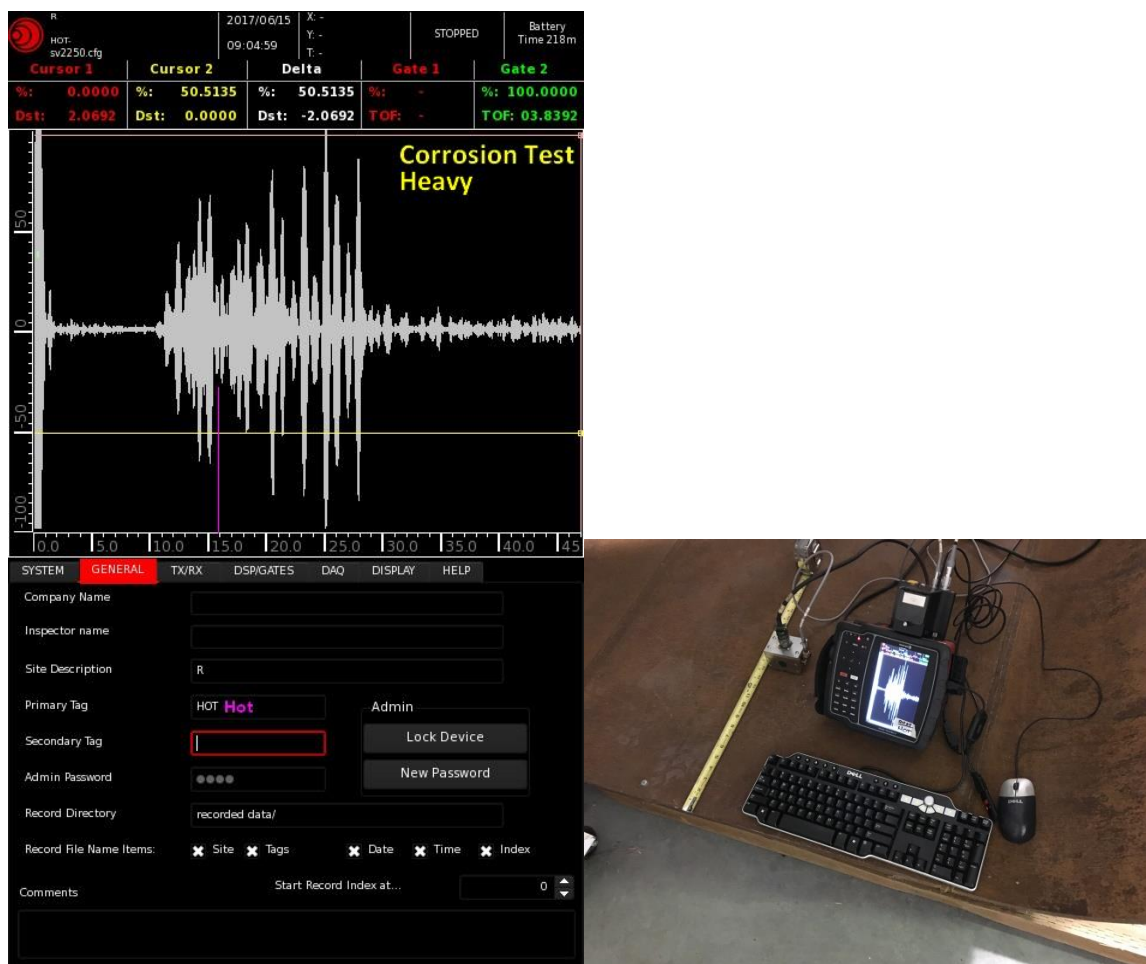 R
HOT-
sv2250.cfg
2017/06/15
09:04:59
X: -
Y: -
T: -
STOPPED
Battery
Time 218m
Cursor 1 Cursor 2 Delta Gate 1 Gate 2
%: 0.0000 %: 50.5135 %: 50.5135 %: - %: 100.0000
Dst: 2.0692 Dst: 0.0000 Dst: -2.0692 TOF: - TOF: 03.8392
Corrosion Test
Heavy
50
0
-50
-100
0.0 5.0 10.0 15.0 20.0 25.0 30.0 35.0 40.0 45
SYSTEM GENERAL TX/RX DSP/GATES DAQ DISPLAY HELP
Company Name
Inspector name
Site Description R
Primary Tag HOT Hot
Admin
Secondary Tag Lock Device
Admin Password New Password
Record Directory recorded data/
Record File Name Items: Site Tags Date Time Index
Start Record Index at... 0
Comments
DELL
DELL